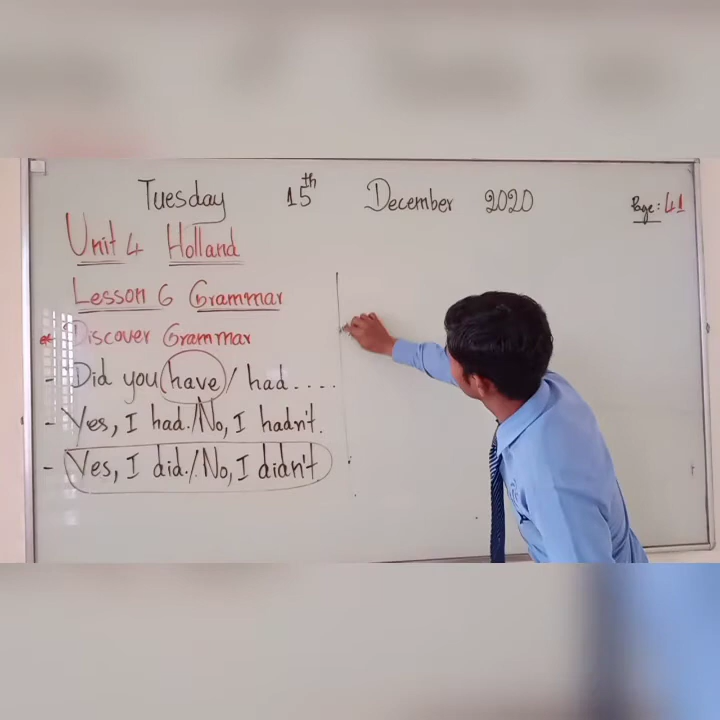 Tuesday 15th December 2020
Page: 41
Unit 4 Holland
Lesson 6 Grammar
* Discover Grammar
- Did you have / had....
- Yes, I had./No, I hadn't.
- Yes, I did./No, I didn't